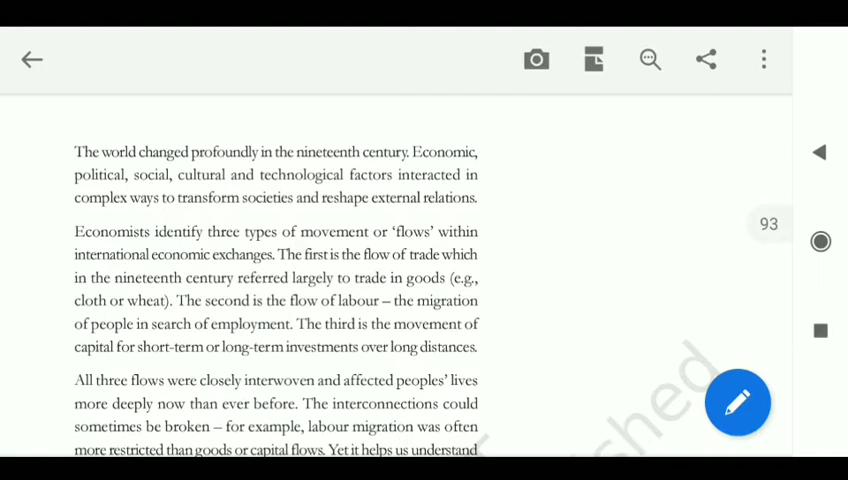 The world changed profoundly in the nineteenth century. Economic,
political, social, cultural and technological factors interacted in
complex ways to transform societies and reshape external relations.
93
Economists identify three types of movement or ‘flows’ within
international economic exchanges. The first is the flow of trade which
in the nineteenth century referred largely to trade in goods (e.g.,
cloth or wheat). The second is the flow of labour – the migration
of people in search of employment. The third is the movement of
capital for short-term or long-term investments over long distances.
All three flows were closely interwoven and affected peoples’ lives
more deeply now than ever before. The interconnections could
sometimes be broken – for example, labour migration was often
more restricted than goods or capital flows. Yet it helps us understand